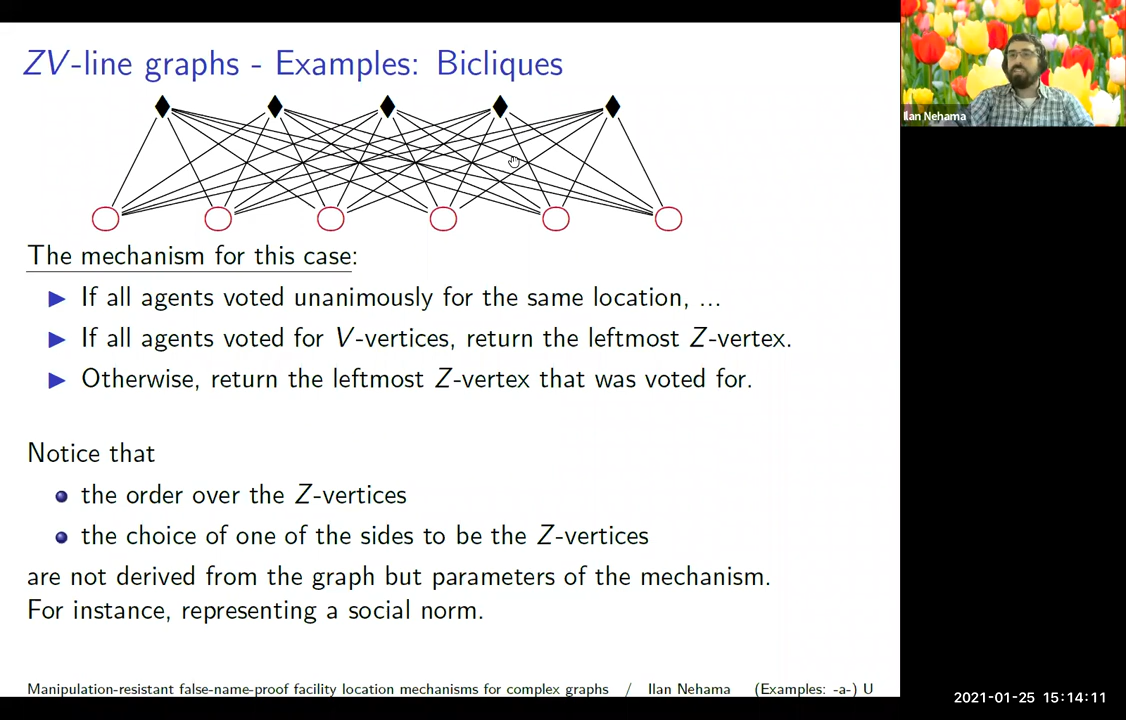 ZV-line graphs - Examples: Bicliques
Ilan Nehama
The mechanism for this case:
If all agents voted unanimously for the same location, ...
If all agents voted for V-vertices, return the leftmost Z-vertex.
Otherwise, return the leftmost Z-vertex that was voted for.
Notice that
the order over the Z-vertices
the choice of one of the sides to be the Z-vertices
are not derived from the graph but parameters of the mechanism.
For instance, representing a social norm.
Manipulation-resistant false-name-proof facility location mechanisms for complex graphs / Ilan Nehama (Examples: -a-) U
2021-01-25 15:14:11